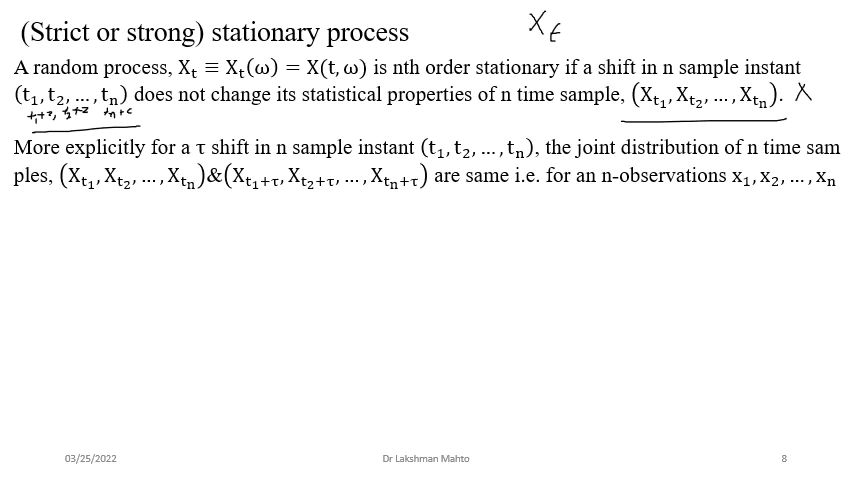 (Strict or strong) stationary process
X_t
A random process, X_t ≡ X_t(ω) = X(t, ω) is nth order stationary if a shift in n sample instant
(t_1, t_2, ..., t_n) does not change its statistical properties of n time sample, (X_{t_1}, X_{t_2}, ..., X_{t_n}). X
t_1+τ, t_2+τ t_n+τ
More explicitly for a τ shift in n sample instant (t_1, t_2, ..., t_n), the joint distribution of n time sam
ples, (X_{t_1}, X_{t_2}, ..., X_{t_n})&(X_{t_1+τ}, X_{t_2+τ}, ..., X_{t_n+τ}) are same i.e. for an n-observations x_1, x_2, ..., x_n
03/25/2022
Dr Lakshman Mahto
8